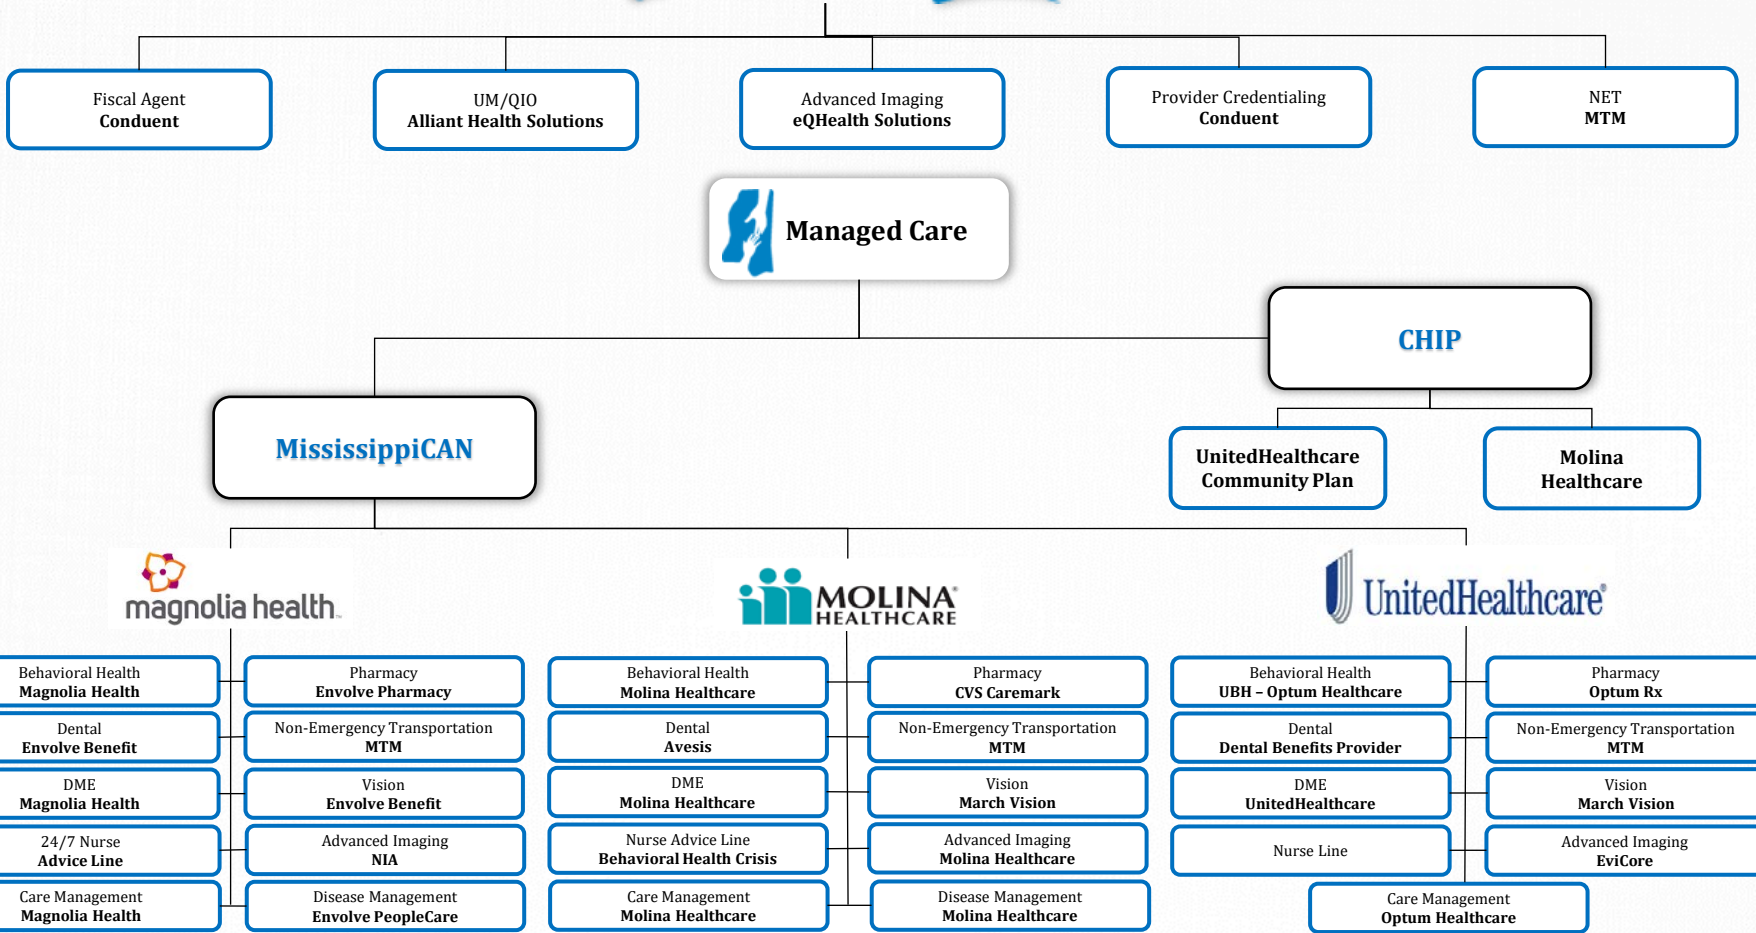 Fiscal Agent
Conduent
UM/QIO
Alliant Health Solutions
Advanced Imaging
eQHealth Solutions
Provider Credentialing
Conduent
NET
MTM
Managed Care
CHIP
MississippiCAN
UnitedHealthcare
Community Plan
Molina
Healthcare
magnolia health™
MOLINA®
HEALTHCARE
UnitedHealthcare®
Behavioral Health
Magnolia Health
Pharmacy
Envolve Pharmacy
Dental
Envolve Benefit
Non-Emergency Transportation
MTM
DME
Magnolia Health
Vision
Envolve Benefit
24/7 Nurse
Advice Line
Advanced Imaging
NIA
Care Management
Magnolia Health
Disease Management
Envolve PeopleCare
Behavioral Health
Molina Healthcare
Pharmacy
CVS Caremark
Dental
Avesis
Non-Emergency Transportation
MTM
DME
Molina Healthcare
Vision
March Vision
Nurse Advice Line
Behavioral Health Crisis
Advanced Imaging
Molina Healthcare
Care Management
Molina Healthcare
Disease Management
Molina Healthcare
Behavioral Health
UBH – Optum Healthcare
Pharmacy
Optum Rx
Dental
Dental Benefits Provider
Non-Emergency Transportation
MTM
DME
UnitedHealthcare
Vision
March Vision
Nurse Line
Advanced Imaging
EviCore
Care Management
Optum Healthcare